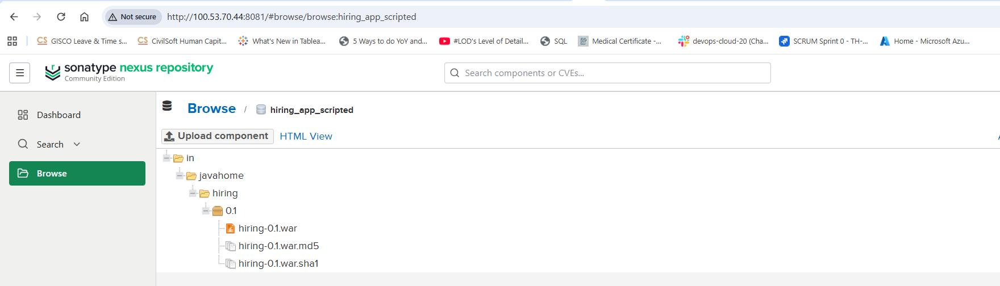 Not secure http://100.53.70.44:8081/#browse/browse:hiring_app_scripted
CS GISCO Leave & Time s... CS CivilSoft Human Capit... What's New in Tablea... 5 Ways to do YoY and... #LOD's Level of Detail... SQL Medical Certificate -... devops-cloud-20 (Cha... SCRUM Sprint 0 - TH-... Home - Microsoft Azu...
sonatype nexus repository
Community Edition
Search components or CVEs...
Dashboard
Search
Browse
Browse / hiring_app_scripted
Upload component HTML View
in
javahome
hiring
0.1
hiring-0.1.war
hiring-0.1.war.md5
hiring-0.1.war.sha1